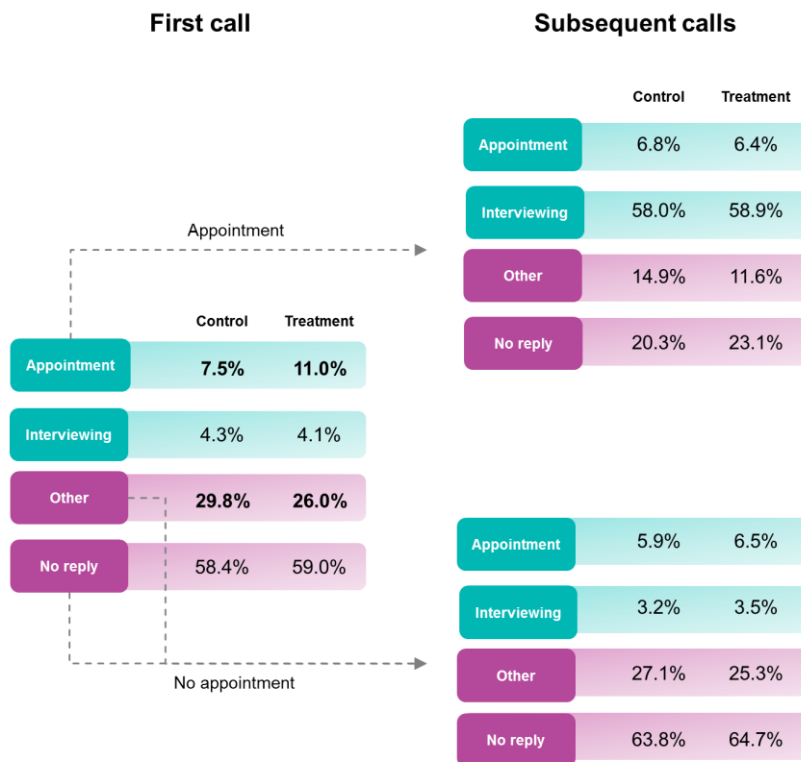 First call
Subsequent calls
Control Treatment
Appointment 6.8% 6.4%
Interviewing 58.0% 58.9%
Other 14.9% 11.6%
No reply 20.3% 23.1%
Appointment
Control Treatment
Appointment 7.5% 11.0%
Interviewing 4.3% 4.1%
Other 29.8% 26.0%
No reply 58.4% 59.0%
No appointment
Appointment 5.9% 6.5%
Interviewing 3.2% 3.5%
Other 27.1% 25.3%
No reply 63.8% 64.7%